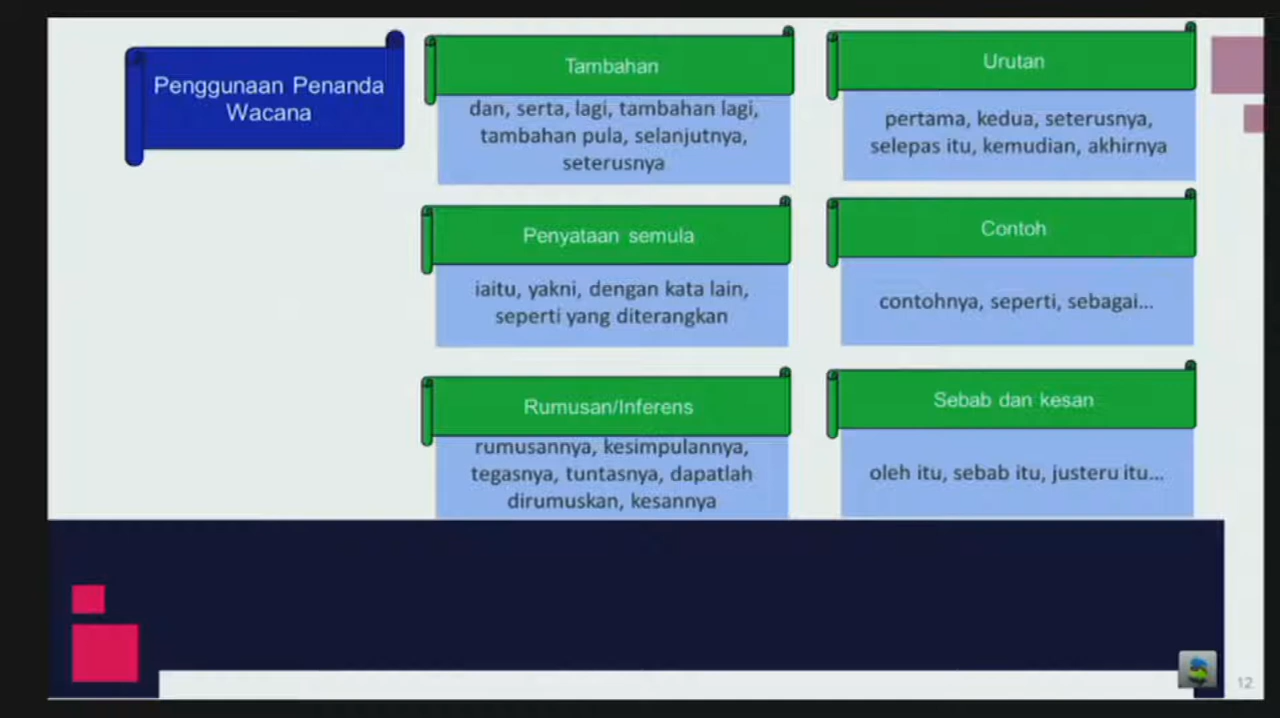 Penggunaan Penanda
Wacana
Tambahan
dan, serta, lagi, tambahan lagi,
tambahan pula, selanjutnya,
seterusnya
Urutan
pertama, kedua, seterusnya,
selepas itu, kemudian, akhirnya
Penyataan semula
iaitu, yakni, dengan kata lain,
seperti yang diterangkan
Contoh
contohnya, seperti, sebagai...
Rumusan/Inferens
rumusannya, kesimpulannya,
tegasnya, tuntasnya, dapatlah
dirumuskan, kesannya
Sebab dan kesan
oleh itu, sebab itu, justeru itu...
12